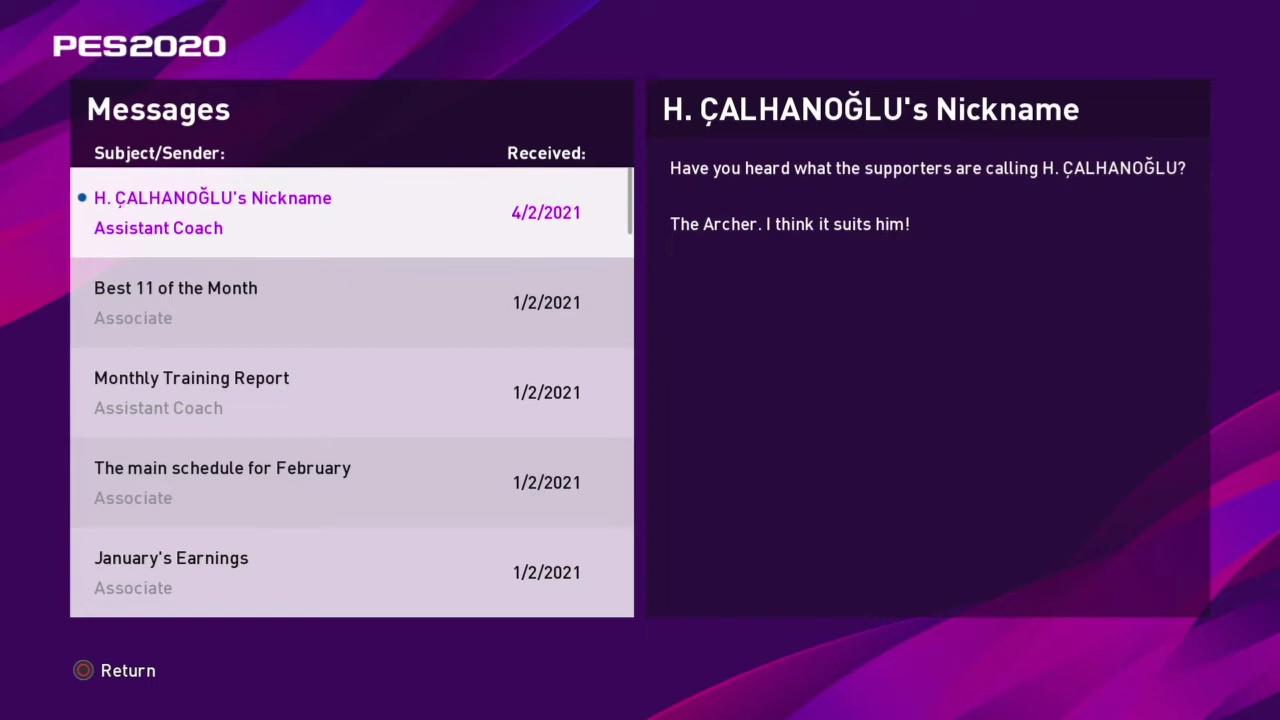 PES2020
Messages
Subject/Sender:
Received:
H. ÇALHANOĞLU's Nickname
Assistant Coach
4/2/2021
Best 11 of the Month
Associate
1/2/2021
Monthly Training Report
Assistant Coach
1/2/2021
The main schedule for February
Associate
1/2/2021
January's Earnings
Associate
1/2/2021
H. ÇALHANOĞLU's Nickname
Have you heard what the supporters are calling H. ÇALHANOĞLU?
The Archer. I think it suits him!
Return